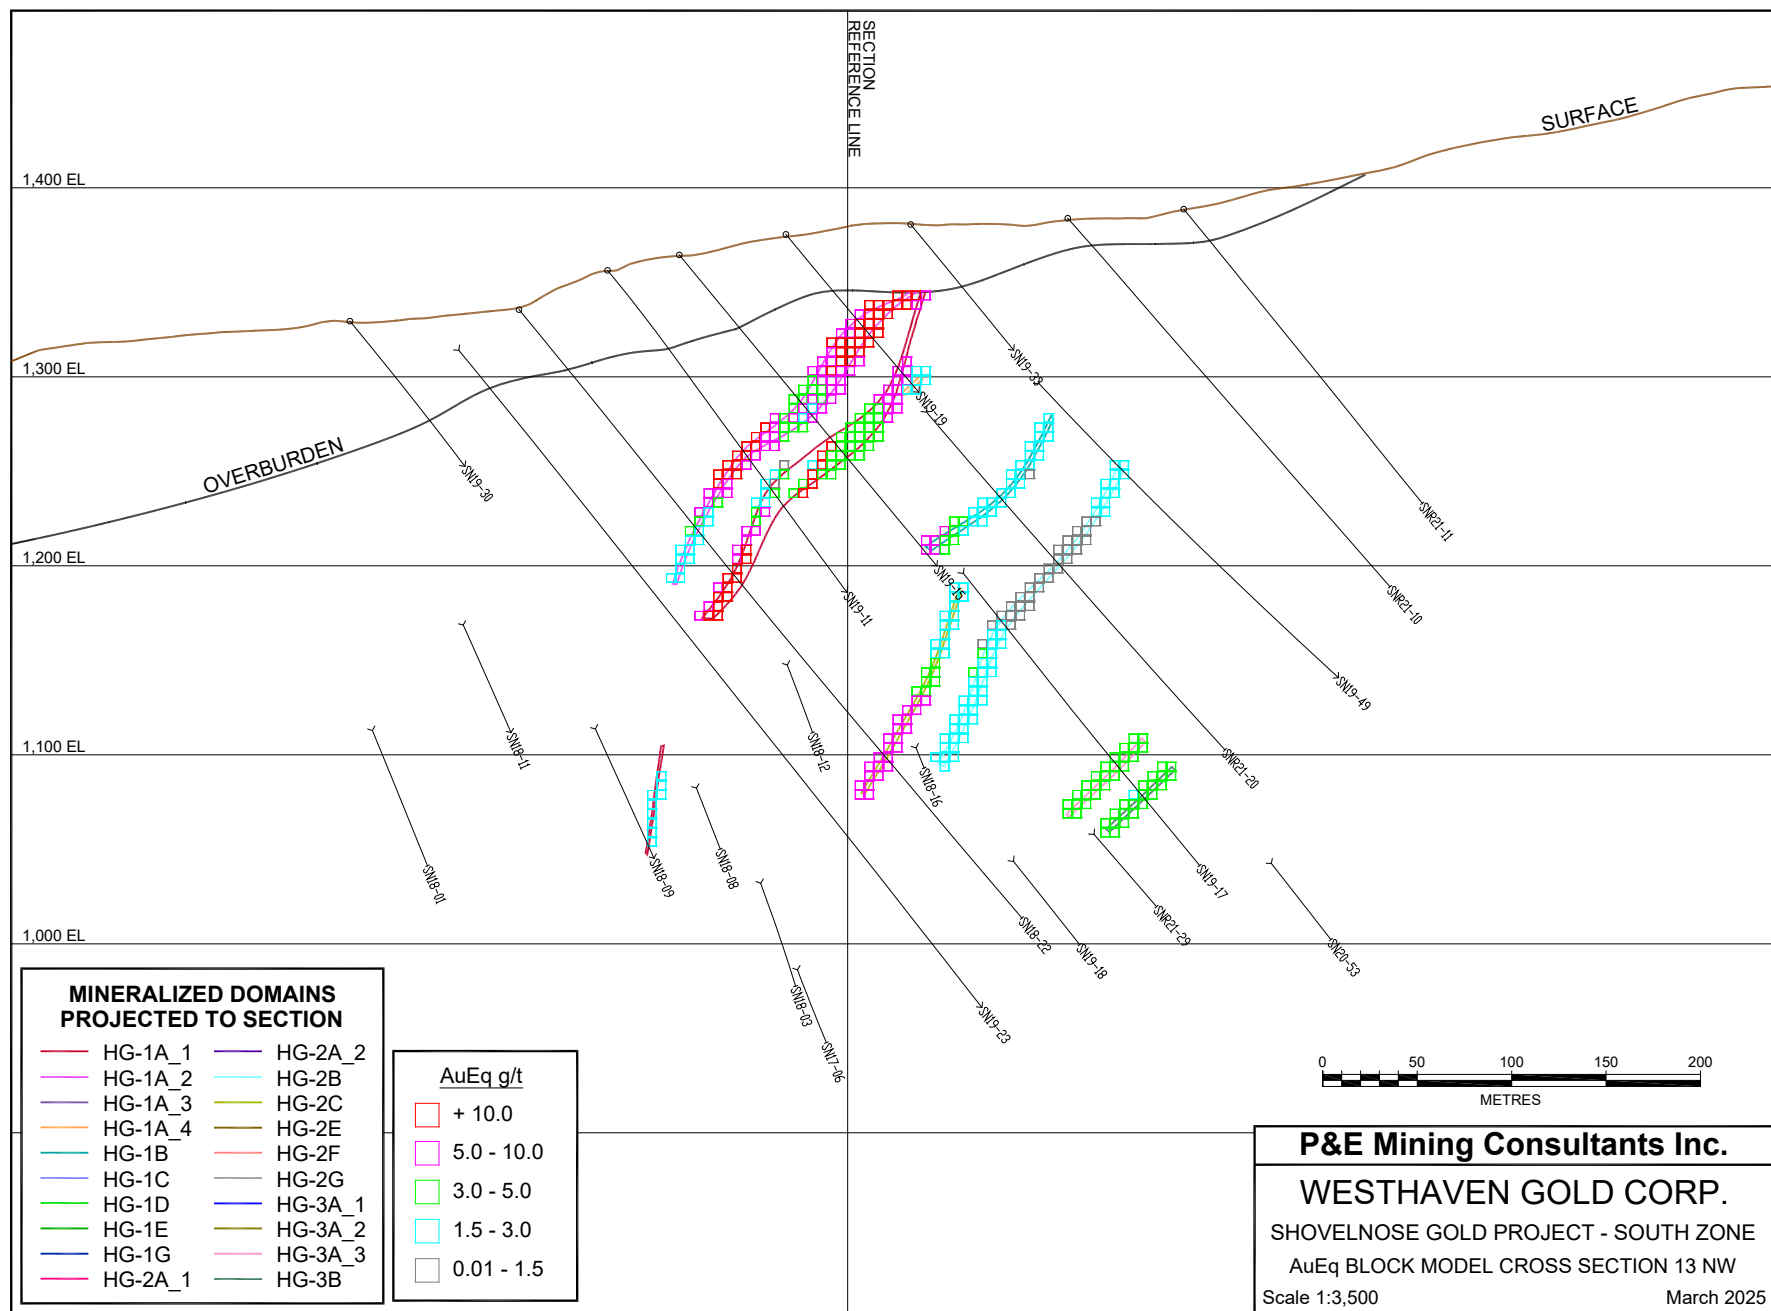 SECTION
REFERENCE LINE
SURFACE
1,400 EL
1,300 EL
OVERBURDEN
1,200 EL
1,100 EL
1,000 EL
SN19-33
SN19-19
SN19-30
SNR21-11
SN19-15
SN19-11
SNR21-10
SN19-49
SN18-11
SN18-12
SNR21-20
SN18-16
SN18-01
SN18-09
SN18-08
SN19-17
SNR21-29
SN18-22
SN19-18
SN20-53
SN18-03
SN19-23
SN17-06
MINERALIZED DOMAINS
PROJECTED TO SECTION
HG-1A_1 HG-2A_2
HG-1A_2 HG-2B
HG-1A_3 HG-2C
HG-1A_4 HG-2E
HG-1B HG-2F
HG-1C HG-2G
HG-1D HG-3A_1
HG-1E HG-3A_2
HG-1G HG-3A_3
HG-2A_1 HG-3B
AuEq g/t
+ 10.0
5.0 - 10.0
3.0 - 5.0
1.5 - 3.0
0.01 - 1.5
0 50 100 150 200
METRES
P&E Mining Consultants Inc.
WESTHAVEN GOLD CORP.
SHOVELNOSE GOLD PROJECT - SOUTH ZONE
AuEq BLOCK MODEL CROSS SECTION 13 NW
Scale 1:3,500 March 2025